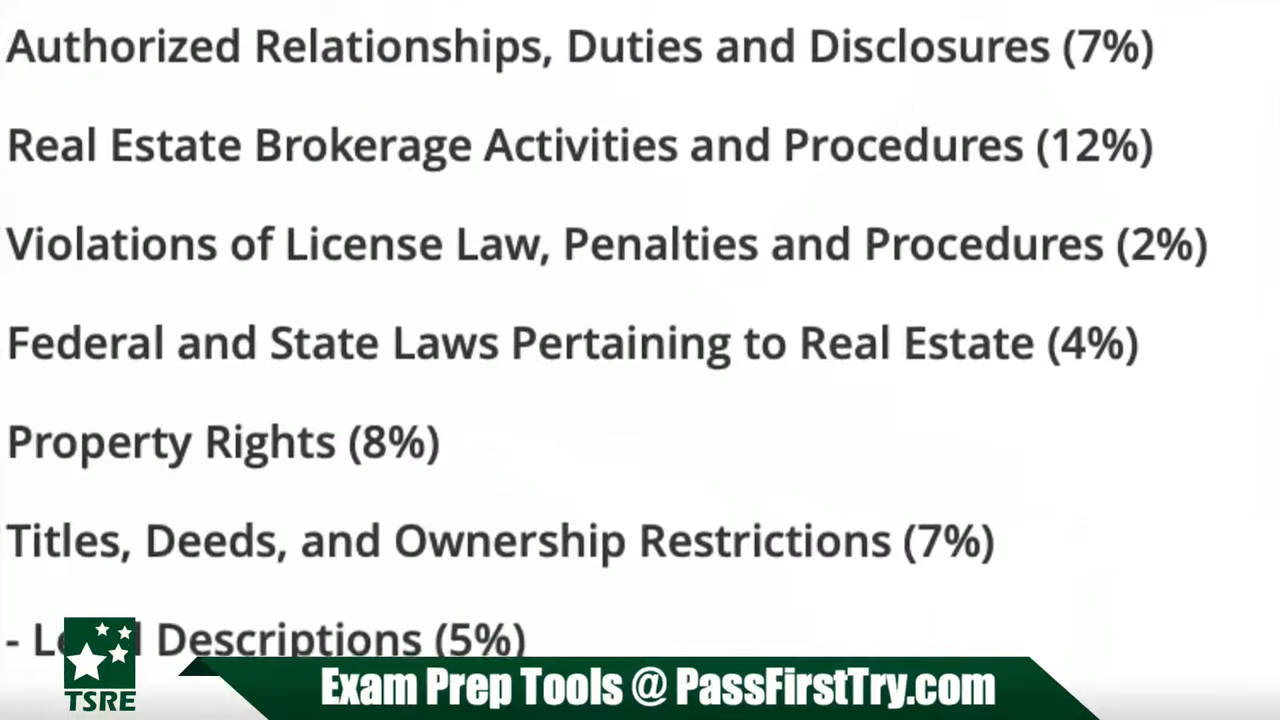 Authorized Relationships, Duties and Disclosures (7%)
Real Estate Brokerage Activities and Procedures (12%)
Violations of License Law, Penalties and Procedures (2%)
Federal and State Laws Pertaining to Real Estate (4%)
Property Rights (8%)
Titles, Deeds, and Ownership Restrictions (7%)
- Descriptions (5%)
TSRE
Exam Prep Tools @ PassFirstTry.com